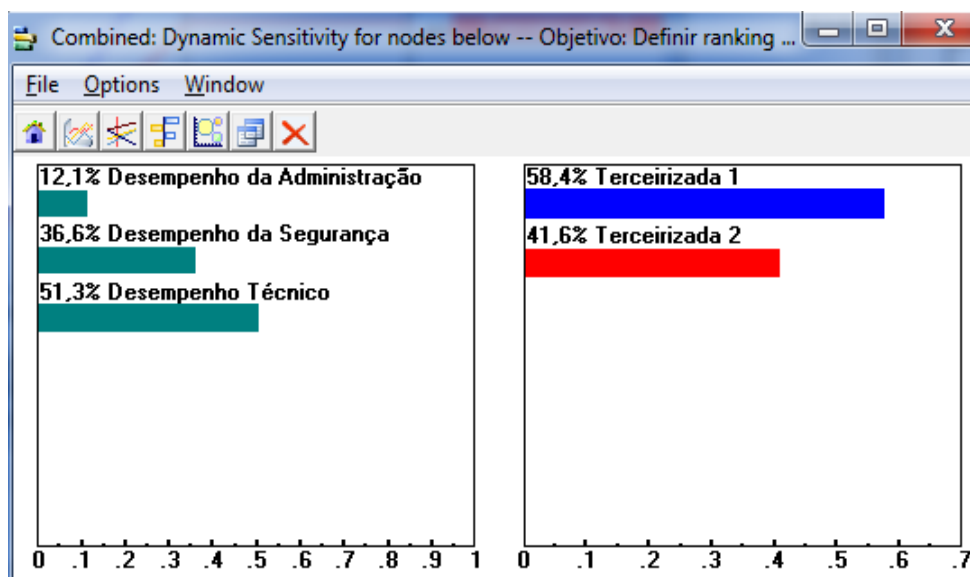 Combined: Dynamic Sensitivity for nodes below -- Objetivo: Definir ranking ...
File Options Window
12,1% Desempenho da Administração
36,6% Desempenho da Segurança
51,3% Desempenho Técnico
0 .1 .2 .3 .4 .5 .6 .7 .8 .9 1
58,4% Terceirizada 1
41,6% Terceirizada 2
0 .1 .2 .3 .4 .5 .6 .7